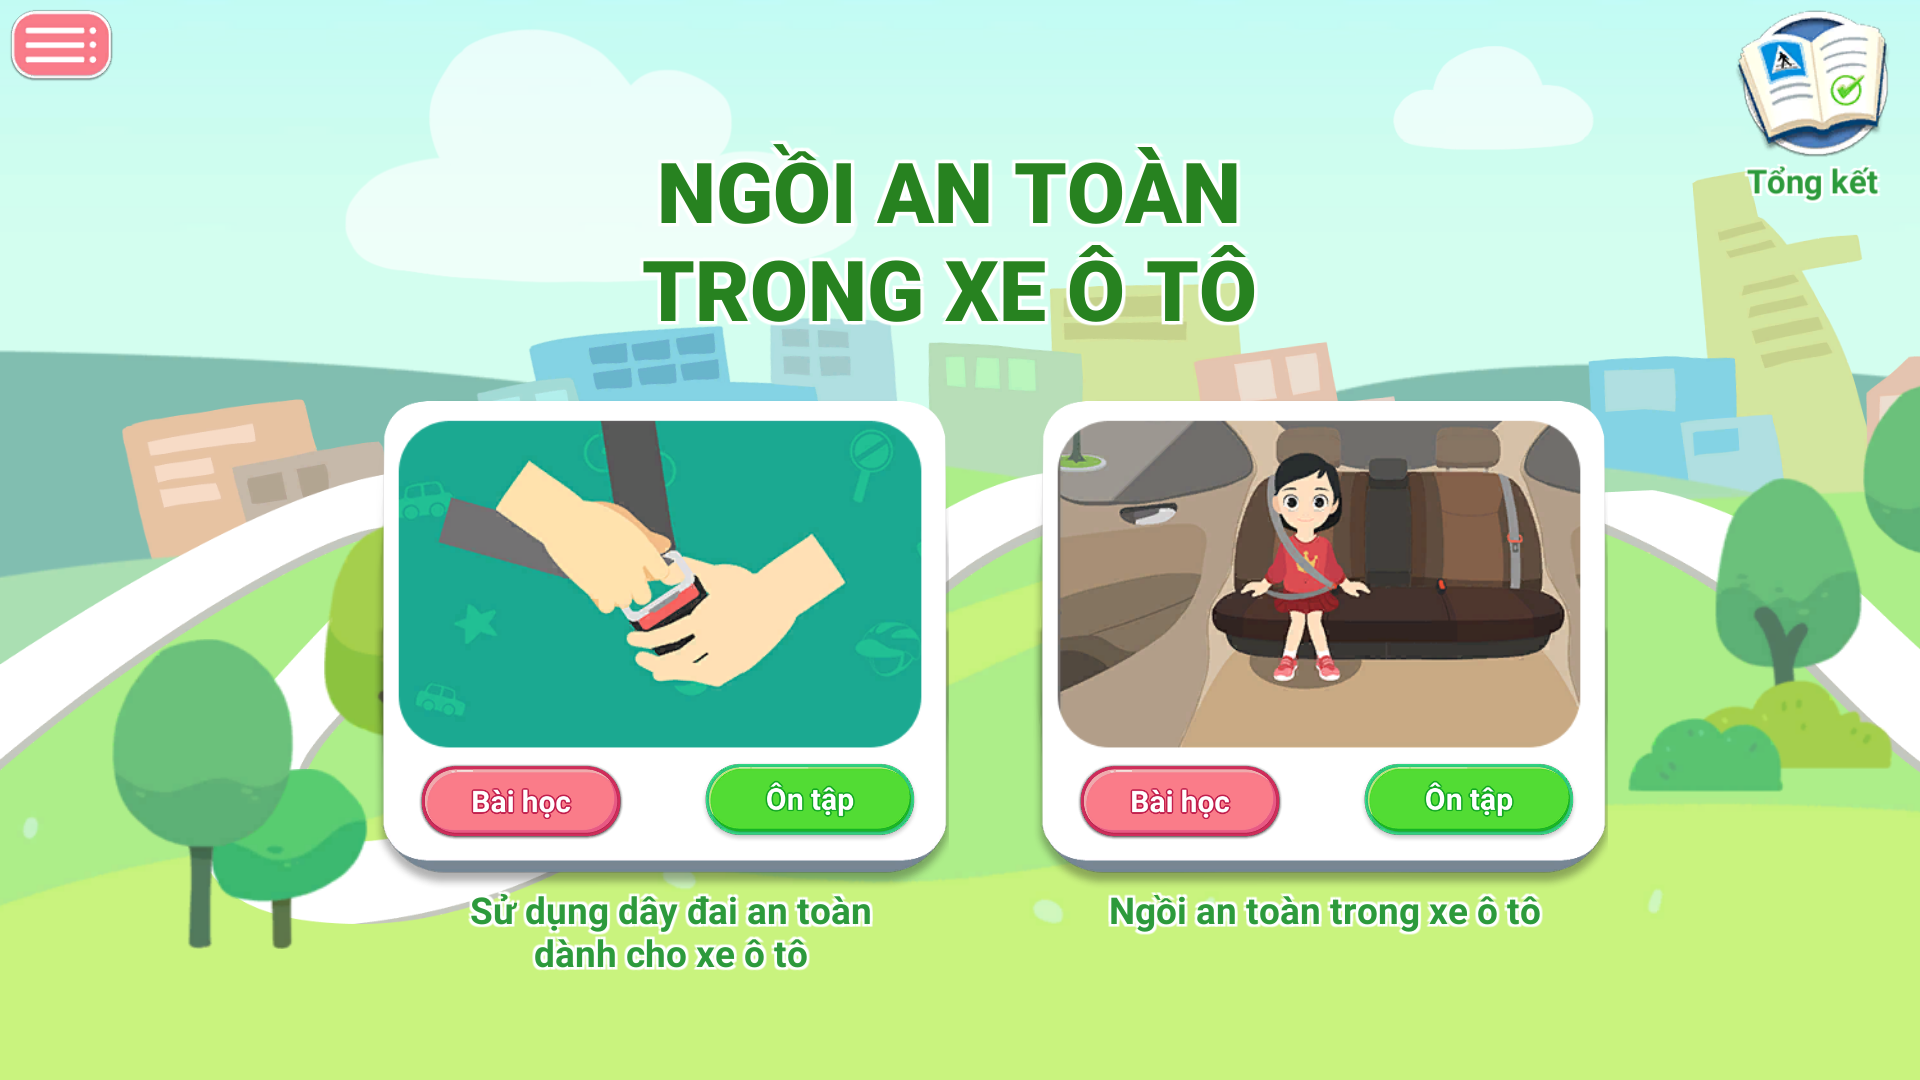 Tổng kết
NGỒI AN TOÀN
TRONG XE Ô TÔ
Bài học
Ôn tập
Bài học
Ôn tập
Sử dụng dây đai an toàn
dành cho xe ô tô
Ngồi an toàn trong xe ô tô